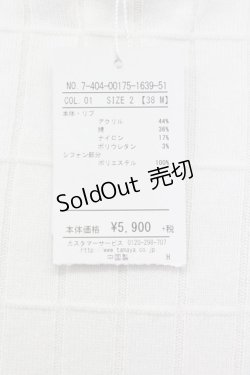 NO. 7-404-00175-1639-51
COL. 01 SIZE 2 【38 M】
本体・リブ
アクリル 44%
綿 36%
ナイロン 17%
ポリウレタン 3%
シフォン部分
ポリエステル 100%
SoldOut 売切
本体価格 ¥5,900 +税
カスタマーサービス 0120-298-707
http://www.tamaya.co.jp
中国製 H